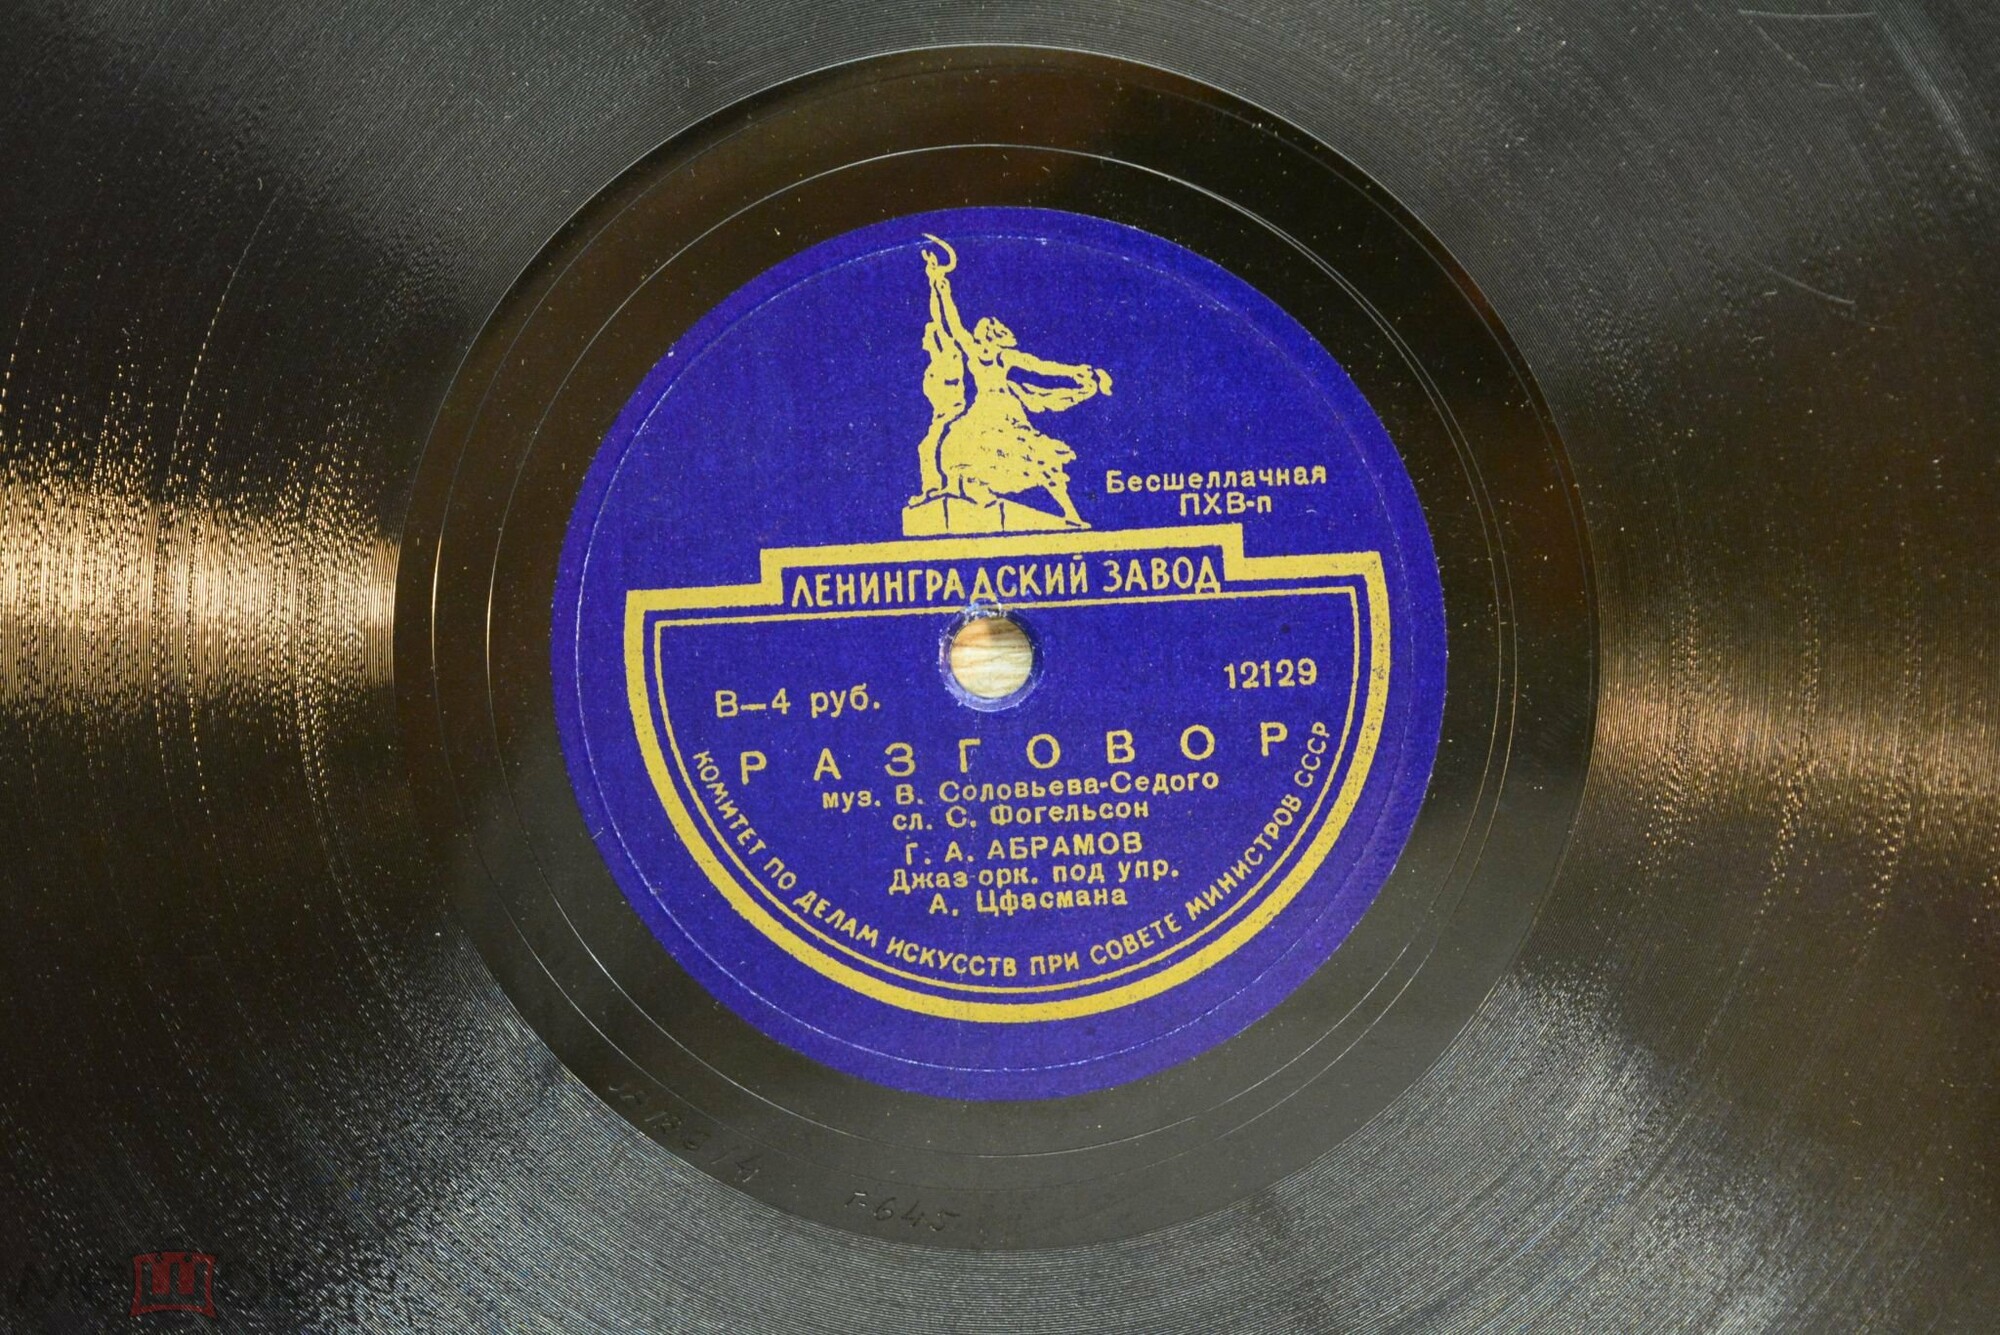 Бесшеллачная
ПХВ-п
ЛЕНИНГРАДСКИЙ ЗАВОД
В—4 руб.
12129
РАЗГОВОР
муз. В. Соловьева-Седого
сл. С. Фогельсон
Г. А. АБРАМОВ
Джаз-орк. под упр.
А. Цфасмана
КОМИТЕТ ПО ДЕЛАМ ИСКУССТВ ПРИ СОВЕТЕ МИНИСТРОВ СССР
г-645